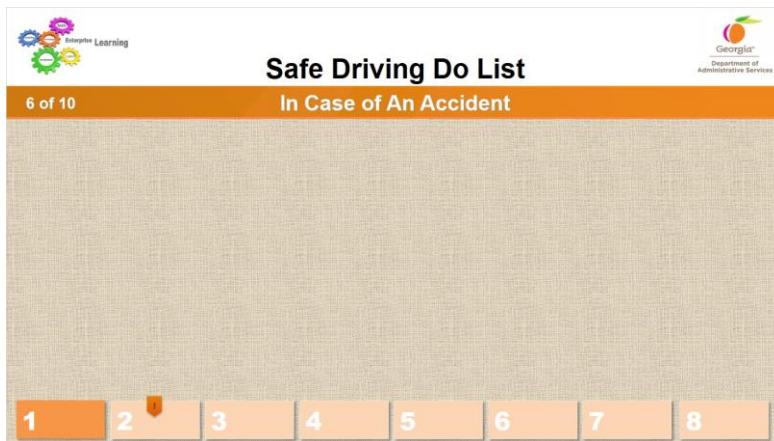 Enterprise Learning
Safe Driving Do List
Georgia®
Department of
Administrative Services
6 of 10
In Case of An Accident
1
2
3
4
5
6
7
8